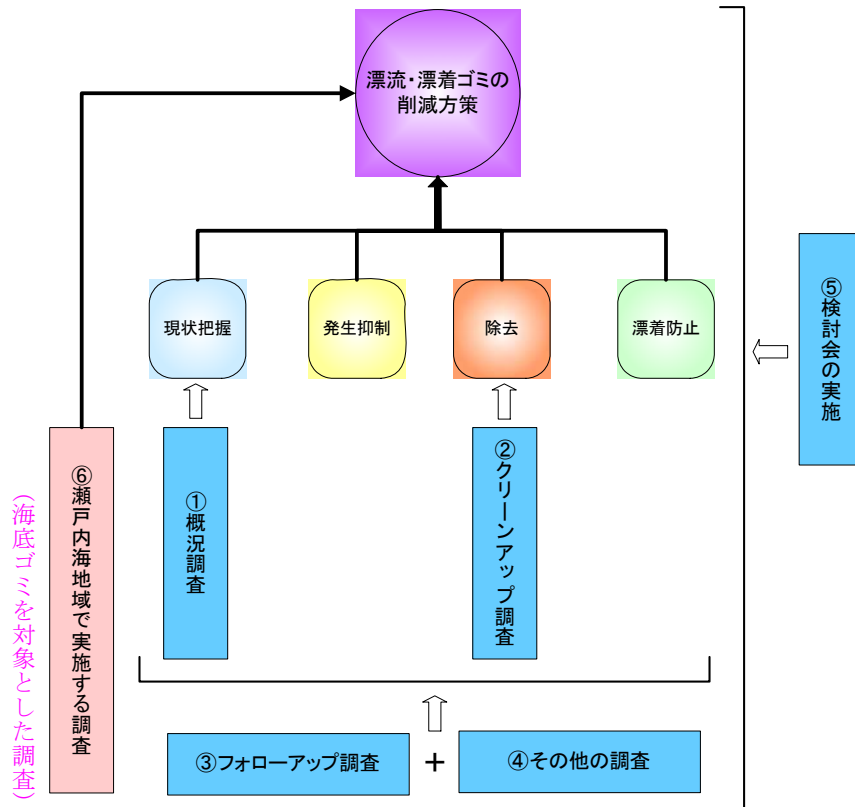 漂流・漂着ゴミの
削減方策
現状把握
発生抑制
除去
漂着防止
⑤検討会の実施
①概況調査
②クリーンアップ調査
⑥瀬戸内海地域で実施する調査
(海底ゴミを対象とした調査)
③フォローアップ調査
+
④その他の調査